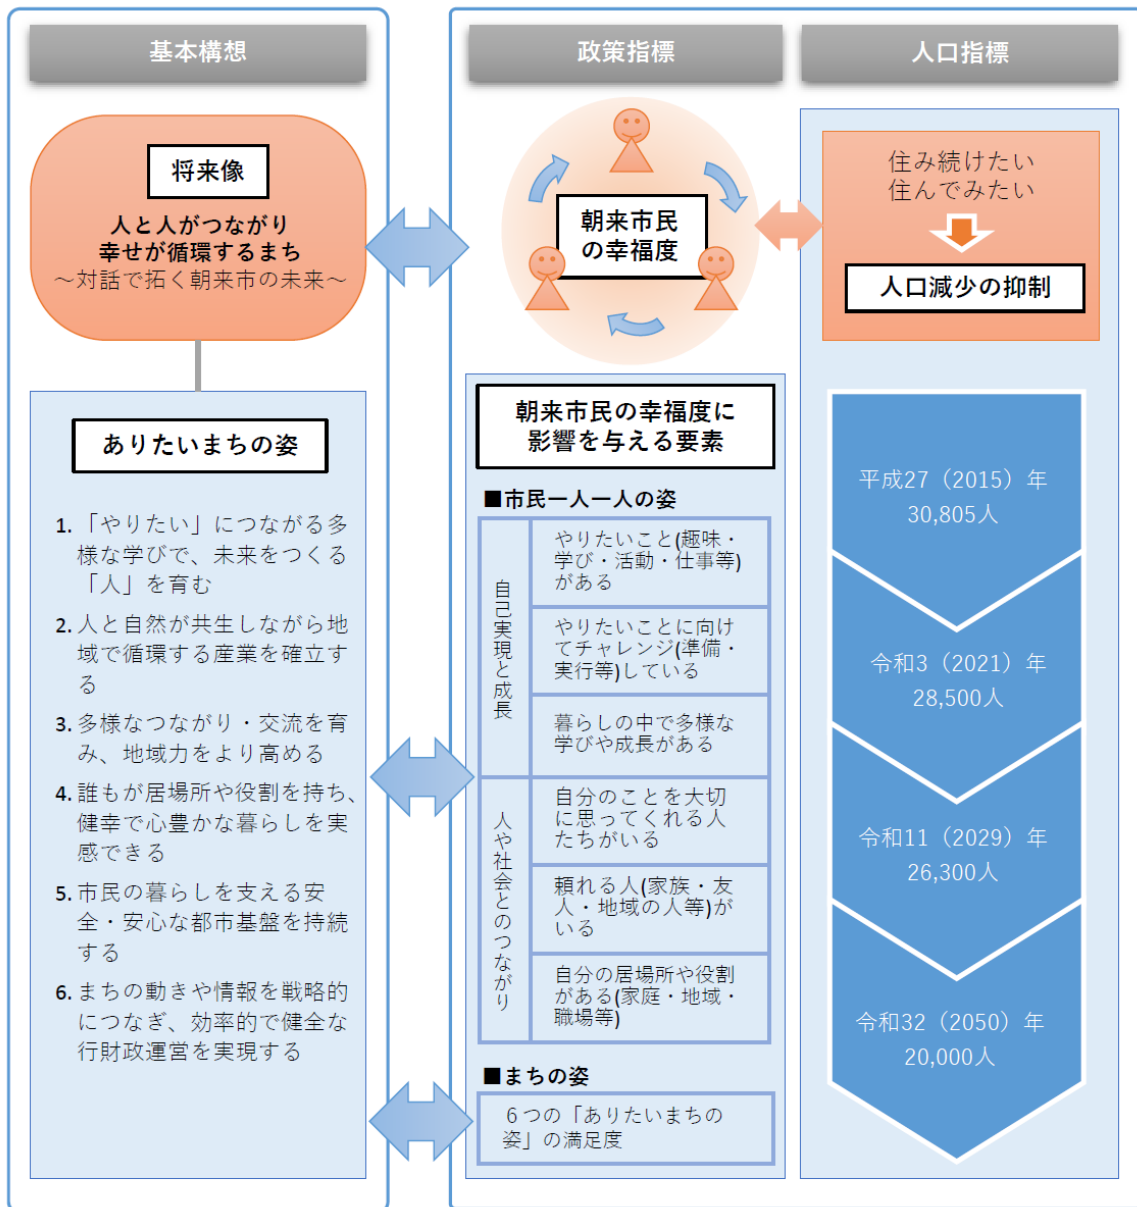 基本構想
将来像
人と人がつながり
幸せが循環するまち
～対話で拓く朝来市の未来～
ありたいまちの姿
1. 「やりたい」につながる多
様な学びで、未来をつくる
「人」を育む
2. 人と自然が共生しながら地
域で循環する産業を確立す
る
3. 多様なつながり・交流を育
み、地域力をより高める
4. 誰もが居場所や役割を持ち、
健幸で心豊かな暮らしを実
感できる
5. 市民の暮らしを支える安
全・安心な都市基盤を持続
する
6. まちの動きや情報を戦略的
につなぎ、効率的で健全な
行財政運営を実現する
政策指標
朝来市民
の幸福度
朝来市民の幸福度に
影響を与える要素
■市民一人一人の姿
自己実現と成長
やりたいこと(趣味・
学び・活動・仕事等)
がある
やりたいことに向け
てチャレンジ(準備・
実行等)している
暮らしの中で多様な
学びや成長がある
人や社会とのつながり
自分のことを大切
に思ってくれる人
たちがいる
頼れる人(家族・友
人・地域の人等)が
いる
自分の居場所や役割
がある(家庭・地域・
職場等)
■まちの姿
６つの「ありたいまちの
姿」の満足度
人口指標
住み続けたい
住んでみたい
人口減少の抑制
平成27（2015）年
30,805人
令和3（2021）年
28,500人
令和11（2029）年
26,300人
令和32（2050）年
20,000人